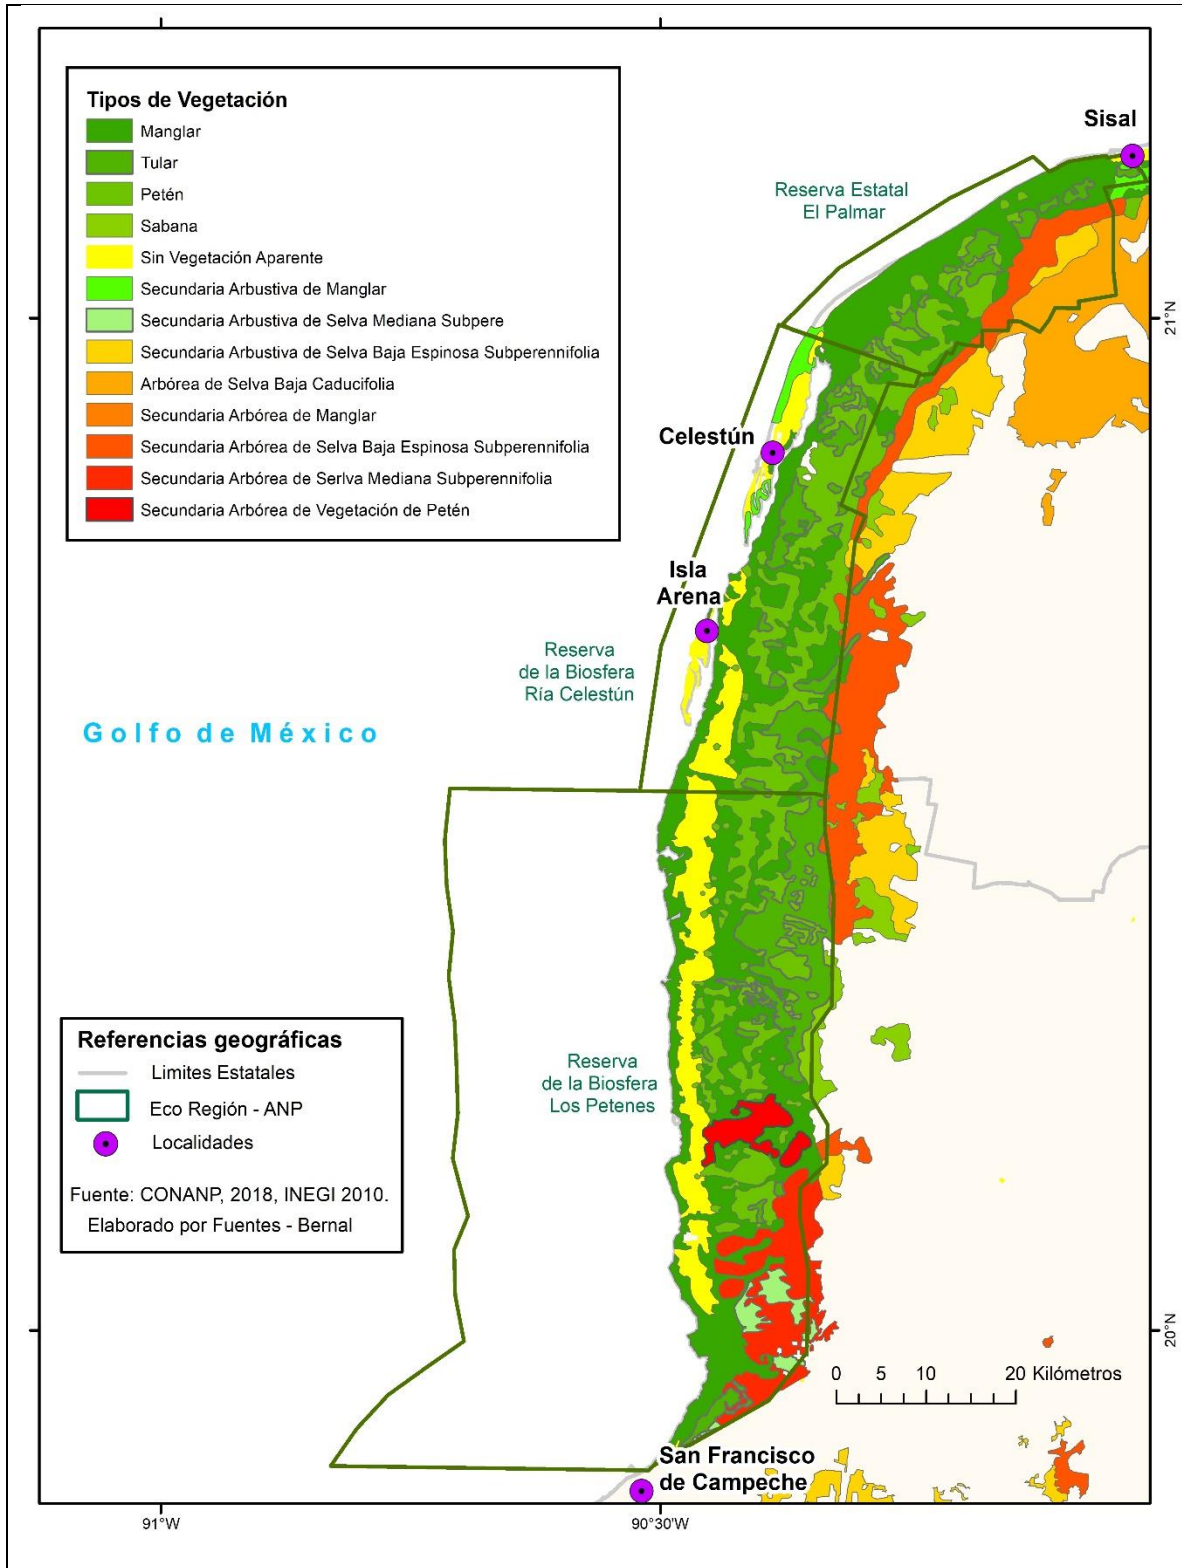 Tipos de Vegetación
Manglar
Tular
Petén
Sabana
Sin Vegetación Aparente
Secundaria Arbustiva de Manglar
Secundaria Arbustiva de Selva Mediana Subpere
Secundaria Arbustiva de Selva Baja Espinosa Subperennifolia
Arbórea de Selva Baja Caducifolia
Secundaria Arbórea de Manglar
Secundaria Arbórea de Selva Baja Espinosa Subperennifolia
Secundaria Arbórea de Serlva Mediana Subperennifolia
Secundaria Arbórea de Vegetación de Petén
Sisal
Reserva Estatal
El Palmar
21°N
Celestún
Isla
Arena
Reserva
de la Biosfera
Ría Celestún
Golfo de México
Referencias geográficas
Limites Estatales
Eco Región - ANP
Localidades
Fuente: CONANP, 2018, INEGI 2010.
Elaborado por Fuentes - Bernal
Reserva
de la Biosfera
Los Petenes
20°N
0 5 10 20 Kilómetros
San Francisco
de Campeche
91°W
90°30'W